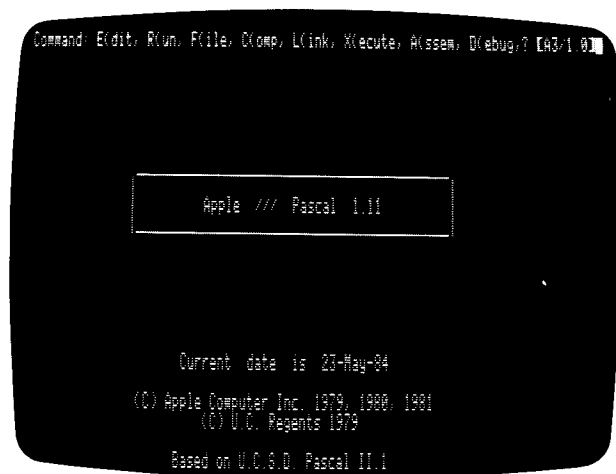 Command: E(dit, R(un, F(ile, C(omp, L(ink, X(ecute, A(ssem, D(ebug,? [A3/1.0]
Apple /// Pascal 1.11
Current date is 23-May-84
(C) Apple Computer Inc. 1979, 1980, 1981
(C) U.C. Regents 1979
Based on U.C.S.D. Pascal II.1